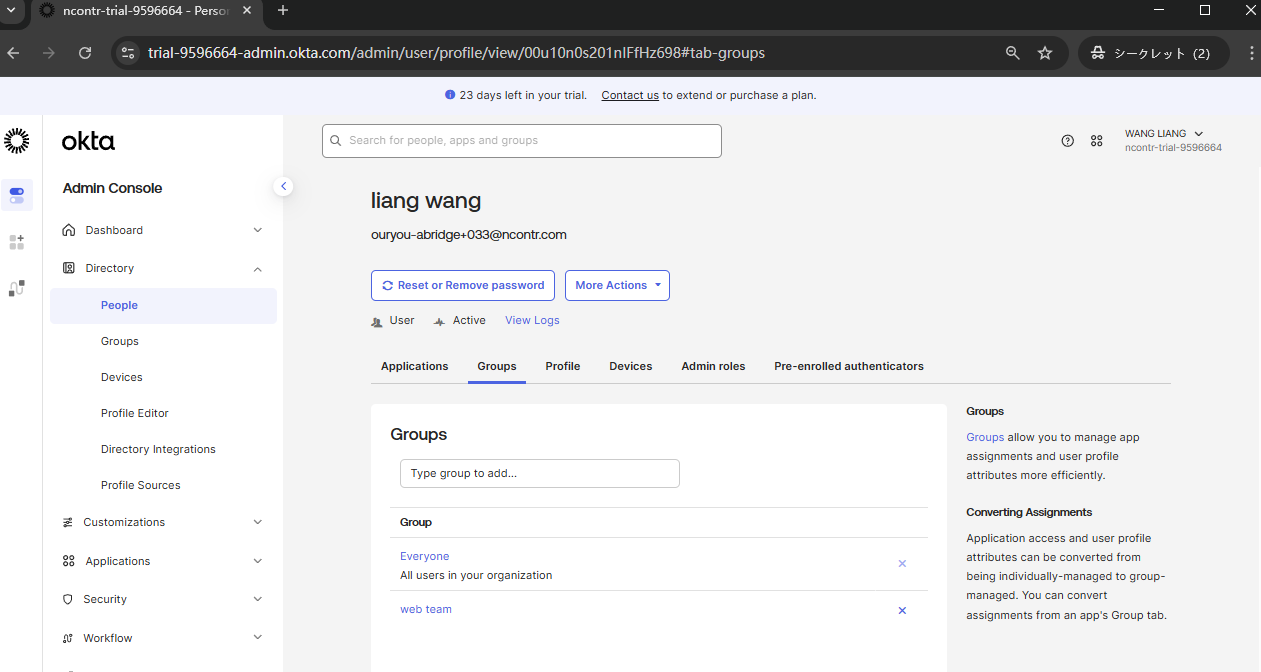 ncontr-trial-9596664 - Perso
trial-9596664-admin.okta.com/admin/user/profile/view/00u10n0s201nlFfHz698#tab-groups
シークレット (2)
23 days left in your trial. Contact us to extend or purchase a plan.
okta
Search for people, apps and groups
WANG LIANG
ncontr-trial-9596664
Admin Console
Dashboard
Directory
People
Groups
Devices
Profile Editor
Directory Integrations
Profile Sources
Customizations
Applications
Security
Workflow
liang wang
ouryou-abridge+033@ncontr.com
Reset or Remove password
More Actions
User
Active
View Logs
Applications
Groups
Profile
Devices
Admin roles
Pre-enrolled authenticators
Groups
Type group to add...
Group
Everyone
All users in your organization
web team
Groups
Groups allow you to manage app
assignments and user profile
attributes more efficiently.
Converting Assignments
Application access and user profile
attributes can be converted from
being individually-managed to group-
managed. You can convert
assignments from an app's Group tab.